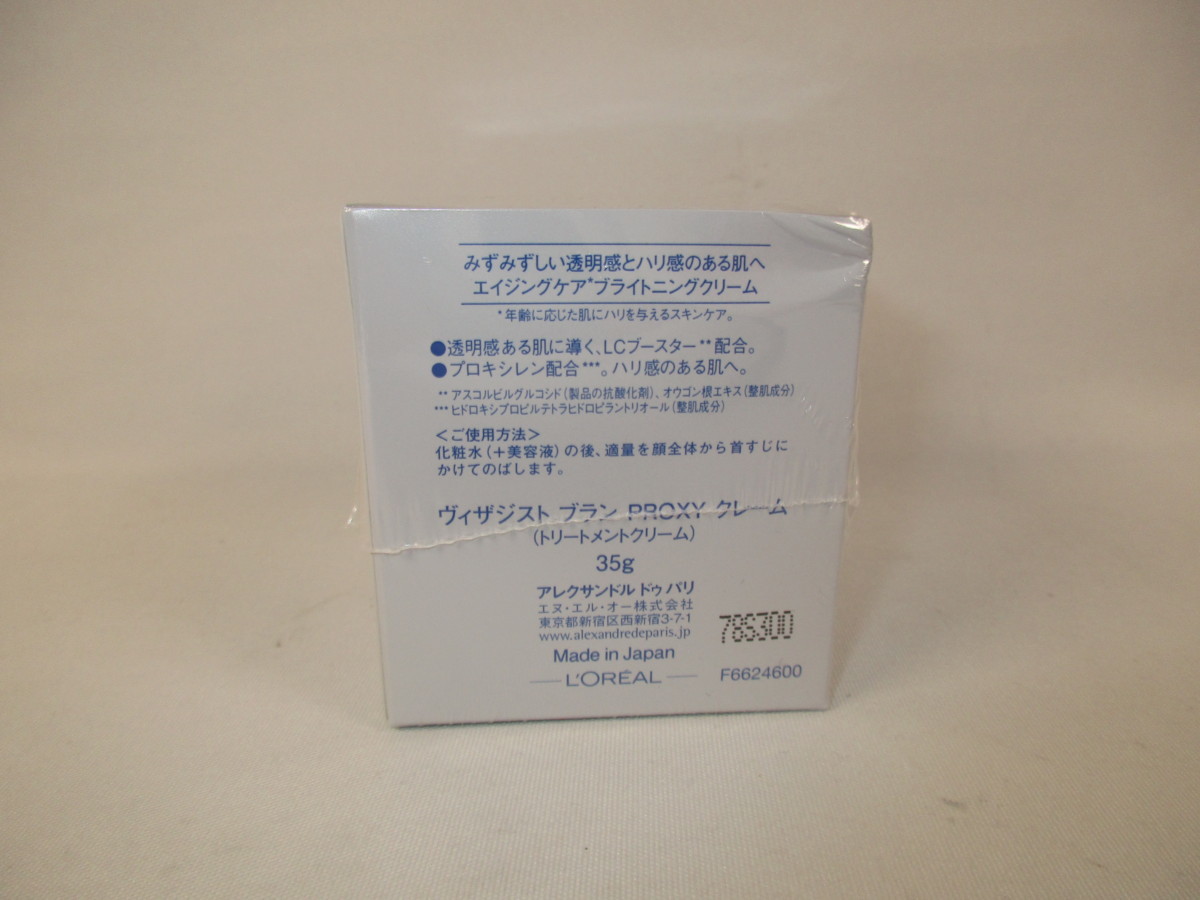 みずみずしい透明感とハリ感のある肌へ
エイジングケア*ブライトニングクリーム
*年齢に応じた肌にハリを与えるスキンケア。
●透明感ある肌に導く、LCブースター**配合。
●プロキシレン配合***。ハリ感のある肌へ。
**アスコルビルグルコシド(製品の抗酸化剤)、オウゴン根エキス(整肌成分)
***ヒドロキシプロピルテトラヒドロピラントリオール(整肌成分)
<ご使用方法>
化粧水(+美容液)の後、適量を顔全体から首すじに
かけてのばします。
ヴィザジスト ブラン PROXY クレーム
(トリートメントクリーム)
35g
アレクサンドル ドゥ パリ
エヌ・エル・オー株式会社
東京都新宿区西新宿3-7-1
www.alexandredeparis.jp
78S300
Made in Japan
L'ORÉAL
F6624600